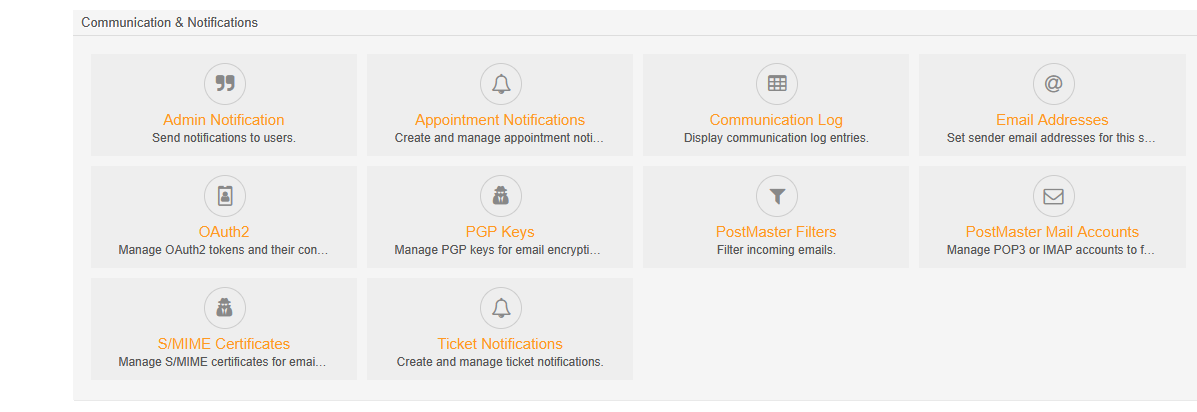 Communication & Notifications
Admin Notification
Send notifications to users.
Appointment Notifications
Create and manage appointment noti…
Communication Log
Display communication log entries.
Email Addresses
Set sender email addresses for this s…
OAuth2
Manage OAuth2 tokens and their con…
PGP Keys
Manage PGP keys for email encrypti…
PostMaster Filters
Filter incoming emails.
PostMaster Mail Accounts
Manage POP3 or IMAP accounts to f…
S/MIME Certificates
Manage S/MIME certificates for emai…
Ticket Notifications
Create and manage ticket notifications.